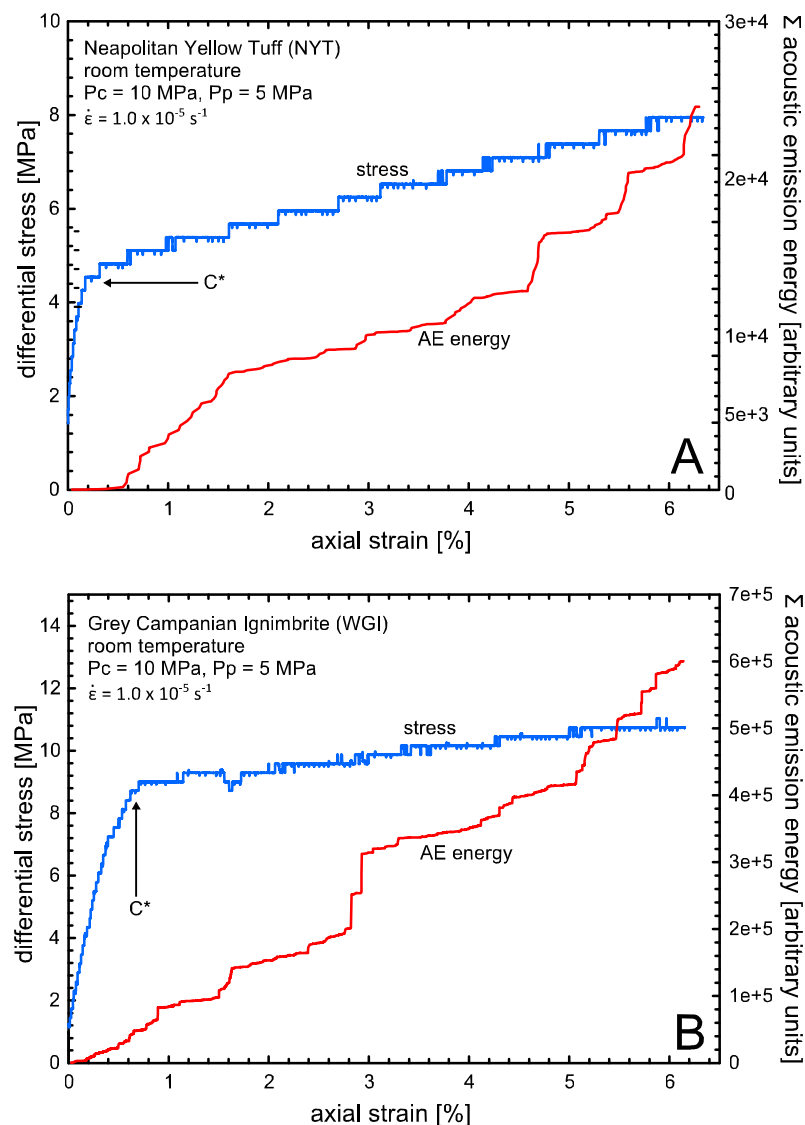 10
8
6
4
2
0
differential stress [MPa]
Neapolitan Yellow Tuff (NYT)
room temperature
Pc = 10 MPa, Pp = 5 MPa
ε̇ = 1.0 x 10⁻⁵ s⁻¹
stress
C*
AE energy
A
3e+4
2e+4
1e+4
5e+3
0
Σ acoustic emission energy [arbitrary units]
0 1 2 3 4 5 6
axial strain [%]
14
12
10
8
6
4
2
0
differential stress [MPa]
Grey Campanian Ignimbrite (WGI)
room temperature
Pc = 10 MPa, Pp = 5 MPa
ε̇ = 1.0 x 10⁻⁵ s⁻¹
stress
AE energy
C*
B
7e+5
6e+5
5e+5
4e+5
3e+5
2e+5
1e+5
0
Σ acoustic emission energy [arbitrary units]
0 1 2 3 4 5 6
axial strain [%]